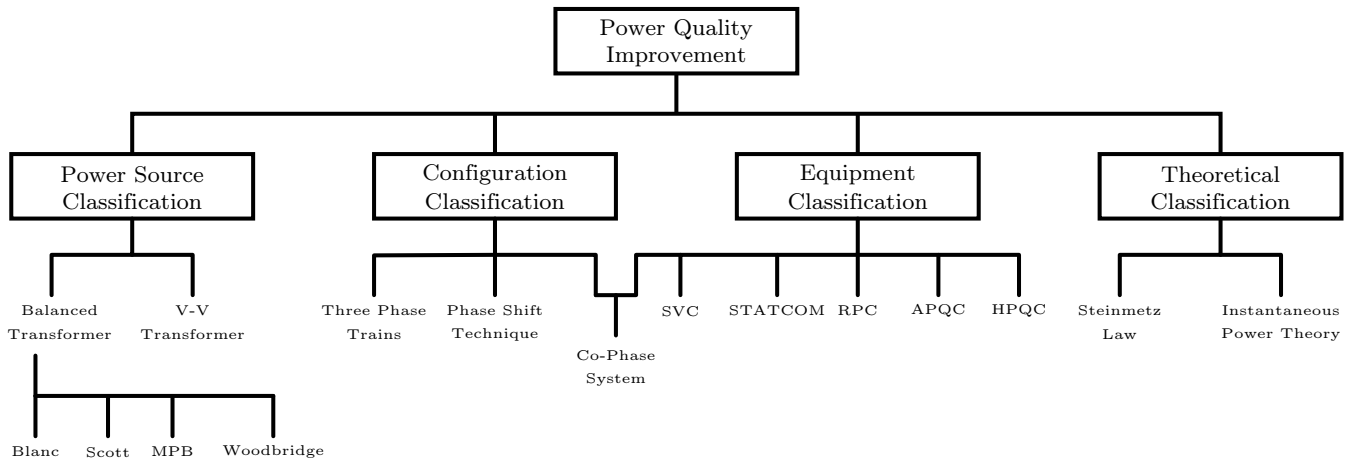 Power Quality
Improvement
Power Source
Classification
Configuration
Classification
Equipment
Classification
Theoretical
Classification
Balanced
Transformer
V-V
Transformer
Three Phase
Trains
Phase Shift
Technique
Co-Phase
System
SVC
STATCOM
RPC
APQC
HPQC
Steinmetz
Law
Instantaneous
Power Theory
Blanc
Scott
MPB
Woodbridge